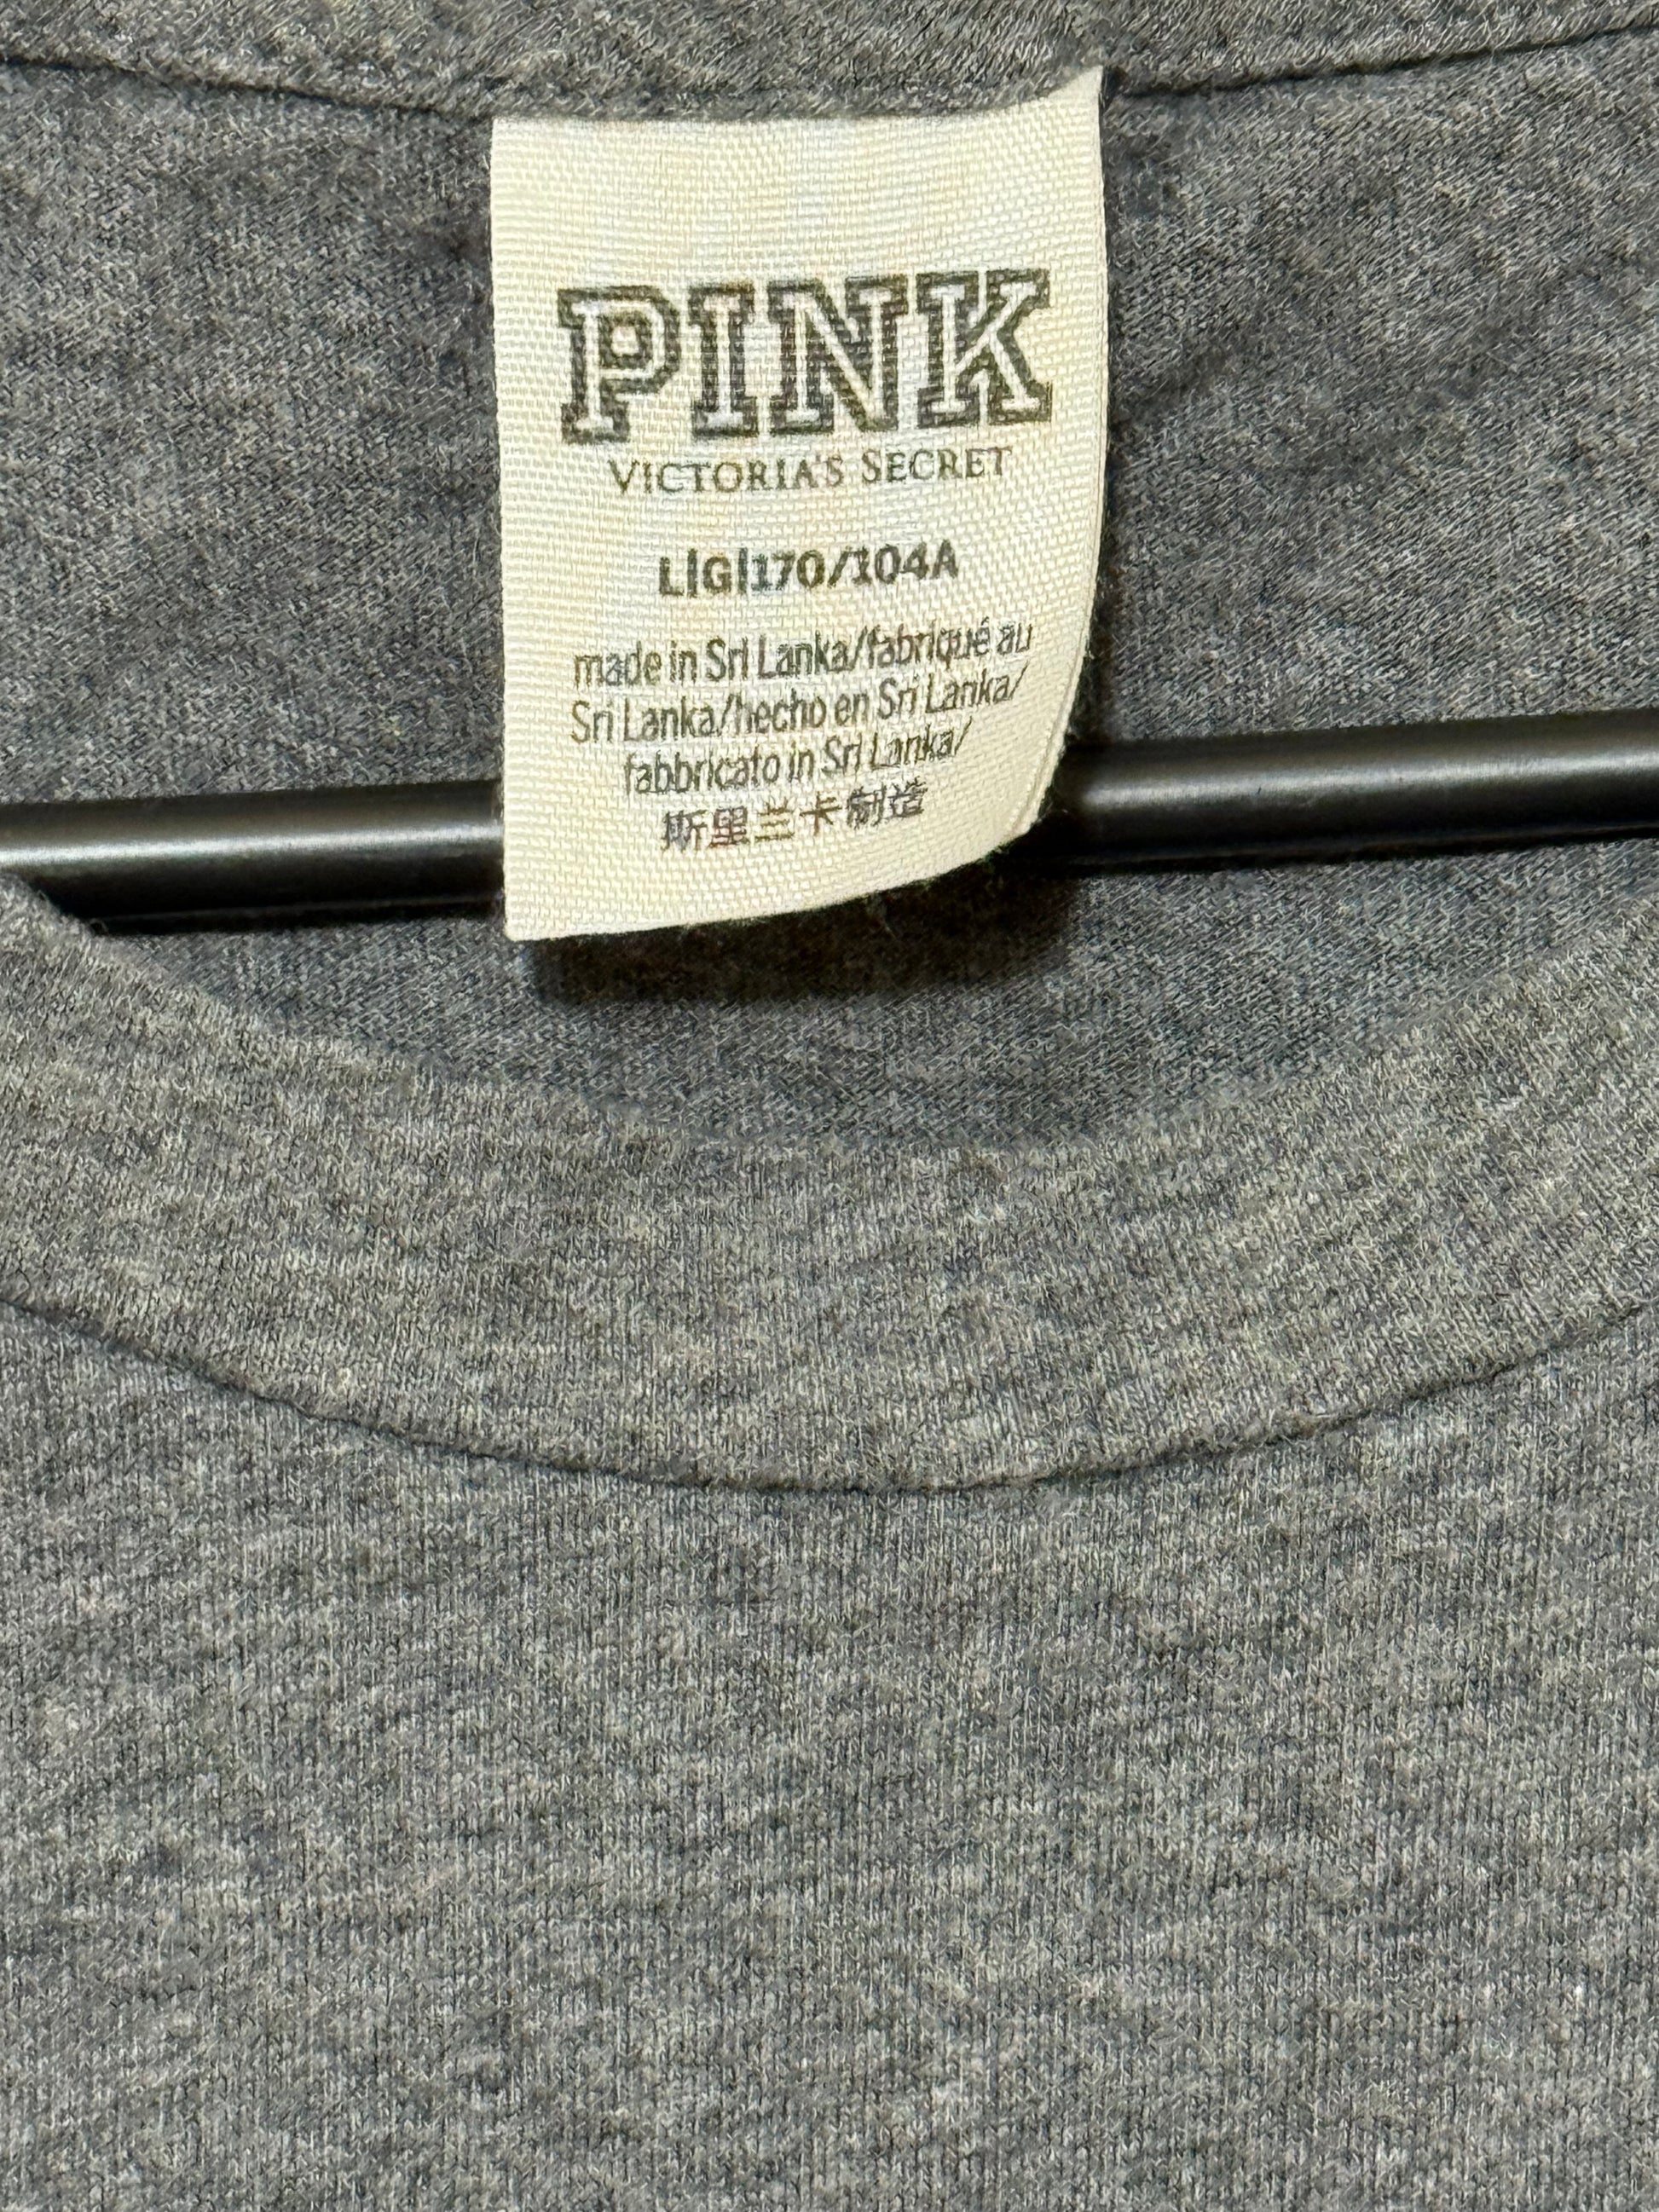 PINK
VICTORIA'S SECRET
L|G|170/104A
made in Sri Lanka/fabriqué au
Sri Lanka/hecho en Sri Lanka/
fabbricato in Sri Lanka/
斯里兰卡制造